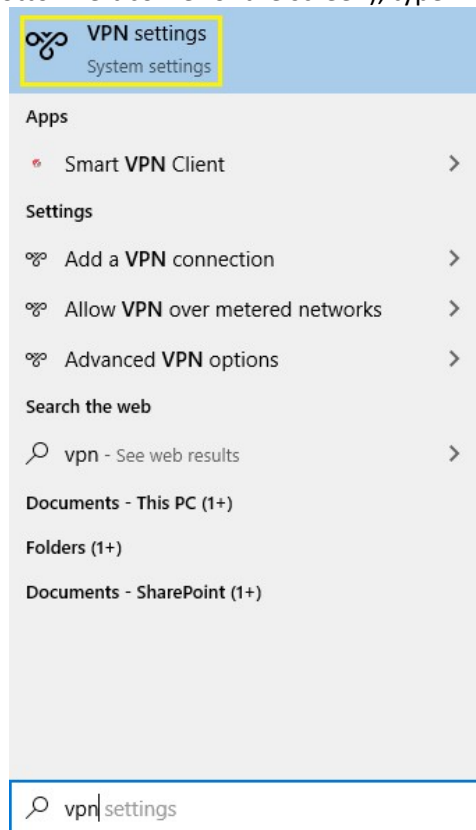 VPN settings
System settings
Apps
Smart VPN Client
Settings
Add a VPN connection
Allow VPN over metered networks
Advanced VPN options
Search the web
vpn - See web results
Documents - This PC (1+)
Folders (1+)
Documents - SharePoint (1+)
vpn settings